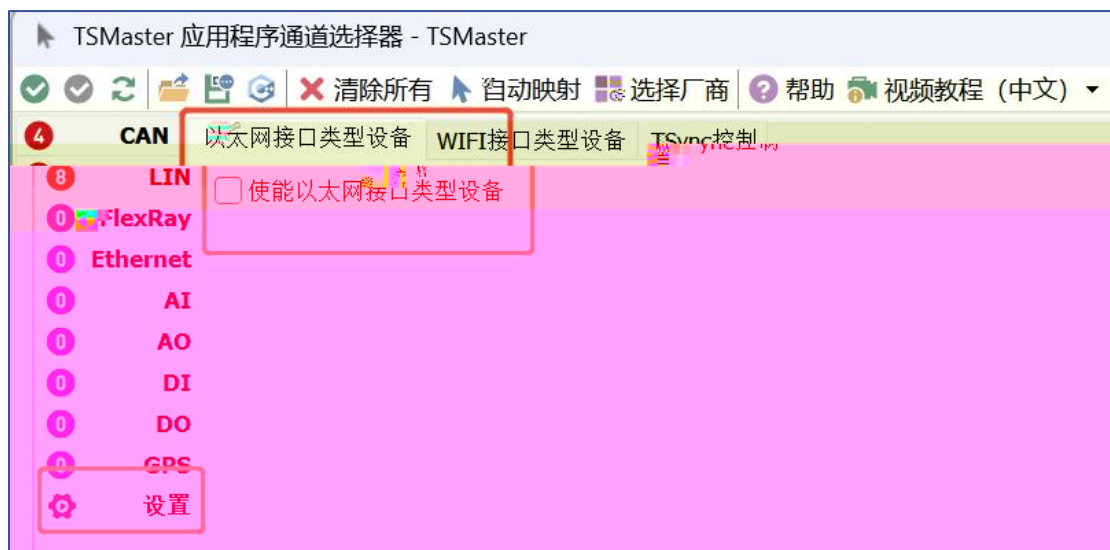 TSMaster 应用程序通道选择器 - TSMaster
清除所有 自动映射 选择厂商 帮助 视频教程 (中文)
4 CAN 以太网接口类型设备 WIFI接口类型设备 TSync控制
8 LIN 使能以太网接口类型设备
0 FlexRay
0 Ethernet
0 AI
0 AO
0 DI
0 DO
0 GPS
设置